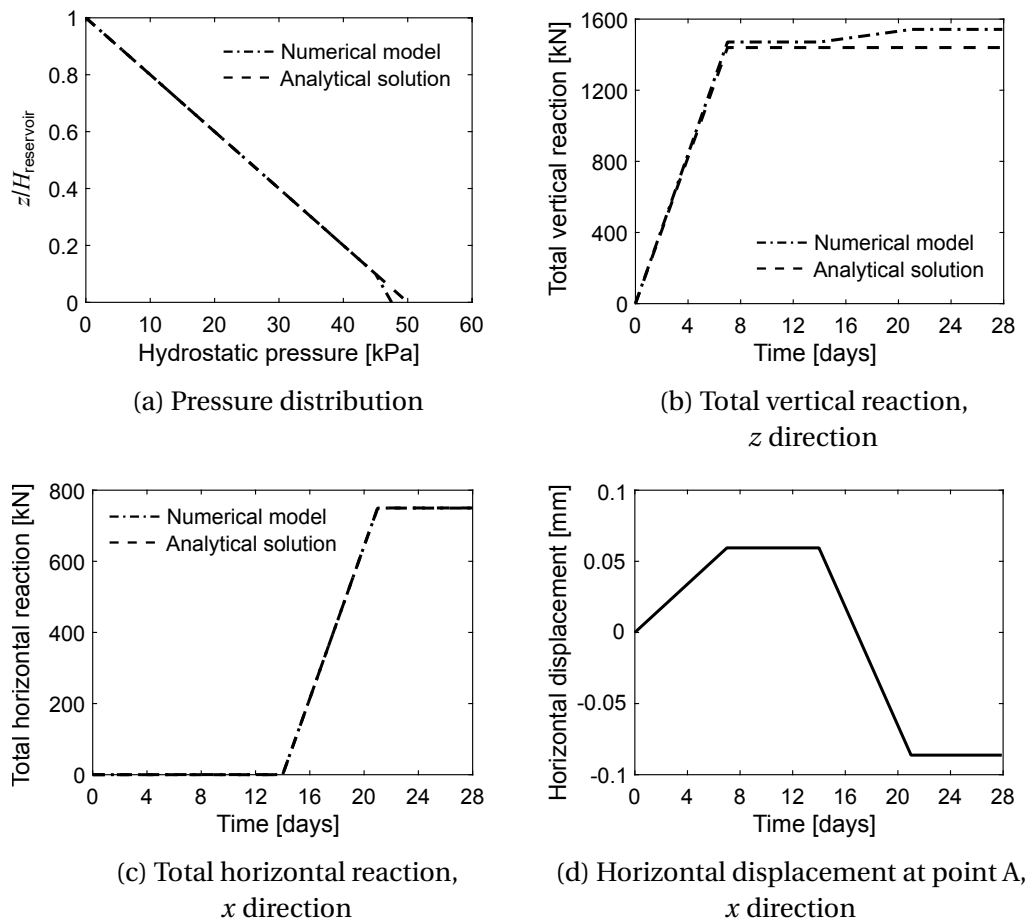 1
0.8
0.6
0.4
0.2
0
z/H_reservoir
Numerical model
Analytical solution
0 10 20 30 40 50 60
Hydrostatic pressure [kPa]
(a) Pressure distribution
1600
1200
800
400
0
Total vertical reaction [kN]
Numerical model
Analytical solution
0 4 8 12 16 20 24 28
Time [days]
(b) Total vertical reaction,
z direction
800
600
400
200
0
Total horizontal reaction [kN]
Numerical model
Analytical solution
0 4 8 12 16 20 24 28
Time [days]
(c) Total horizontal reaction,
x direction
0.1
0.05
0
-0.05
-0.1
Horizontal displacement [mm]
0 4 8 12 16 20 24 28
Time [days]
(d) Horizontal displacement at point A,
x direction